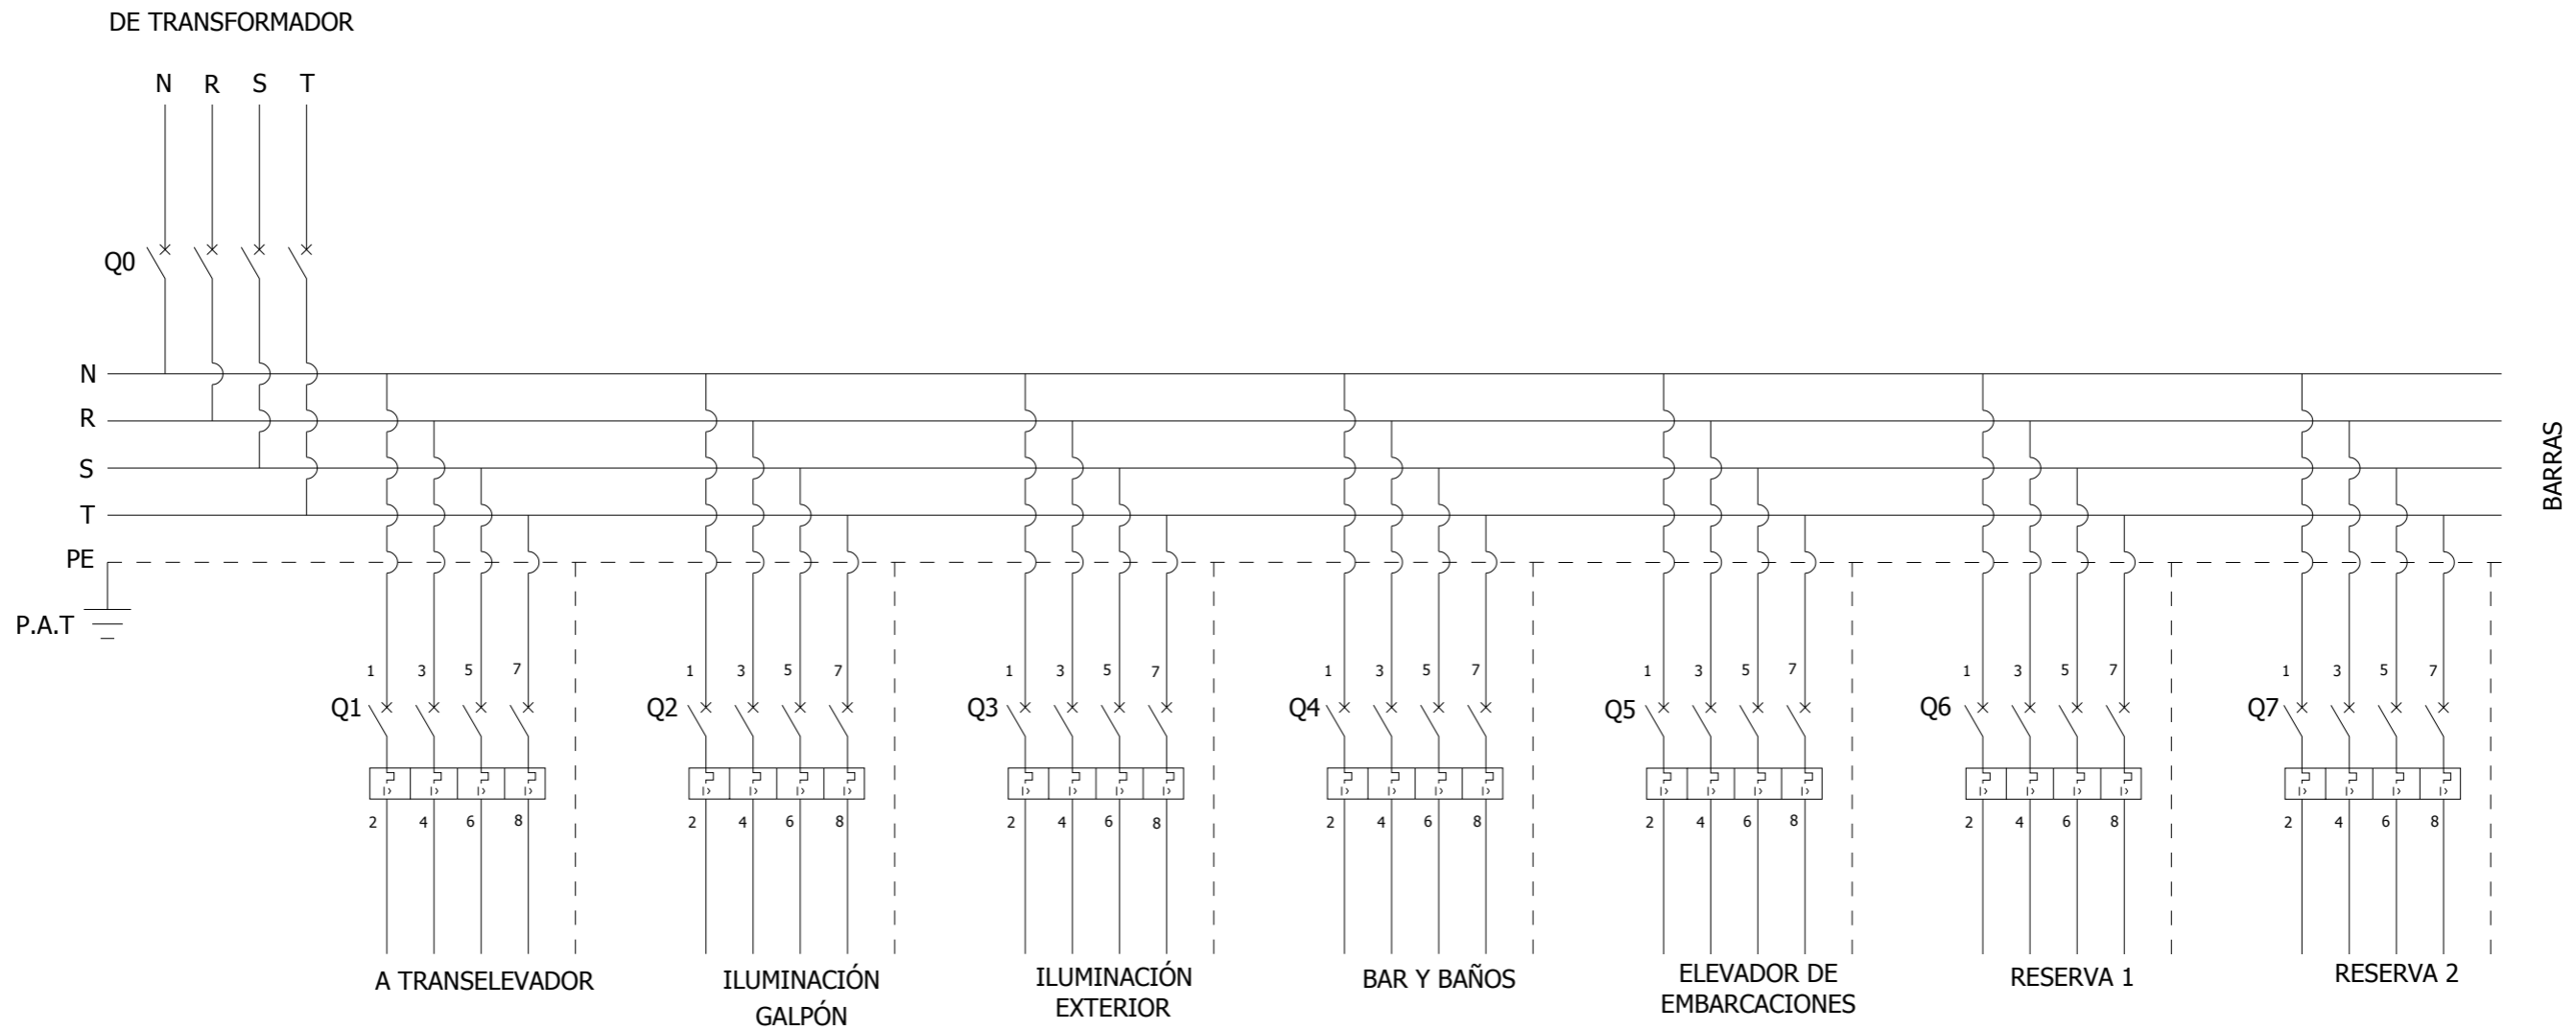 DE TRANSFORMADOR
N R S T
Q0
N
R
S
T
PE
P.A.T
BARRAS
1 3 5 7 1 3 5 7 1 3 5 7 1 3 5 7 1 3 5 7 1 3 5 7 1 3 5 7
Q1 Q2 Q3 Q4 Q5 Q6 Q7
2 4 6 8 2 4 6 8 2 4 6 8 2 4 6 8 2 4 6 8 2 4 6 8 2 4 6 8
A TRANSELEVADOR
ILUMINACIÓN
GALPÓN
ILUMINACIÓN
EXTERIOR
BAR Y BAÑOS
ELEVADOR DE
EMBARCACIONES
RESERVA 1
RESERVA 2